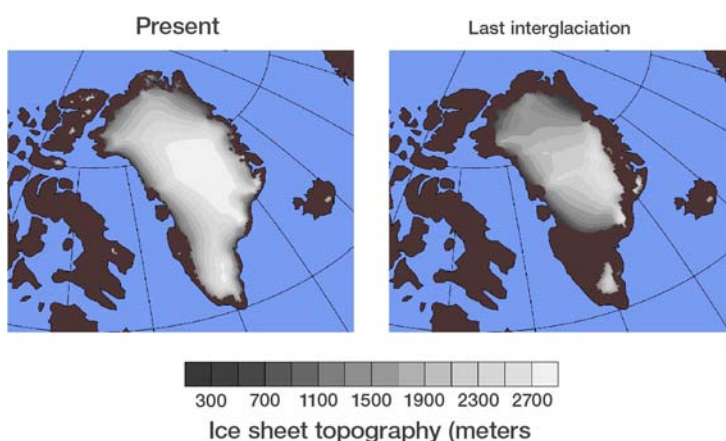 Present
Last interglaciation
300 700 1100 1500 1900 2300 2700
Ice sheet topography (meters